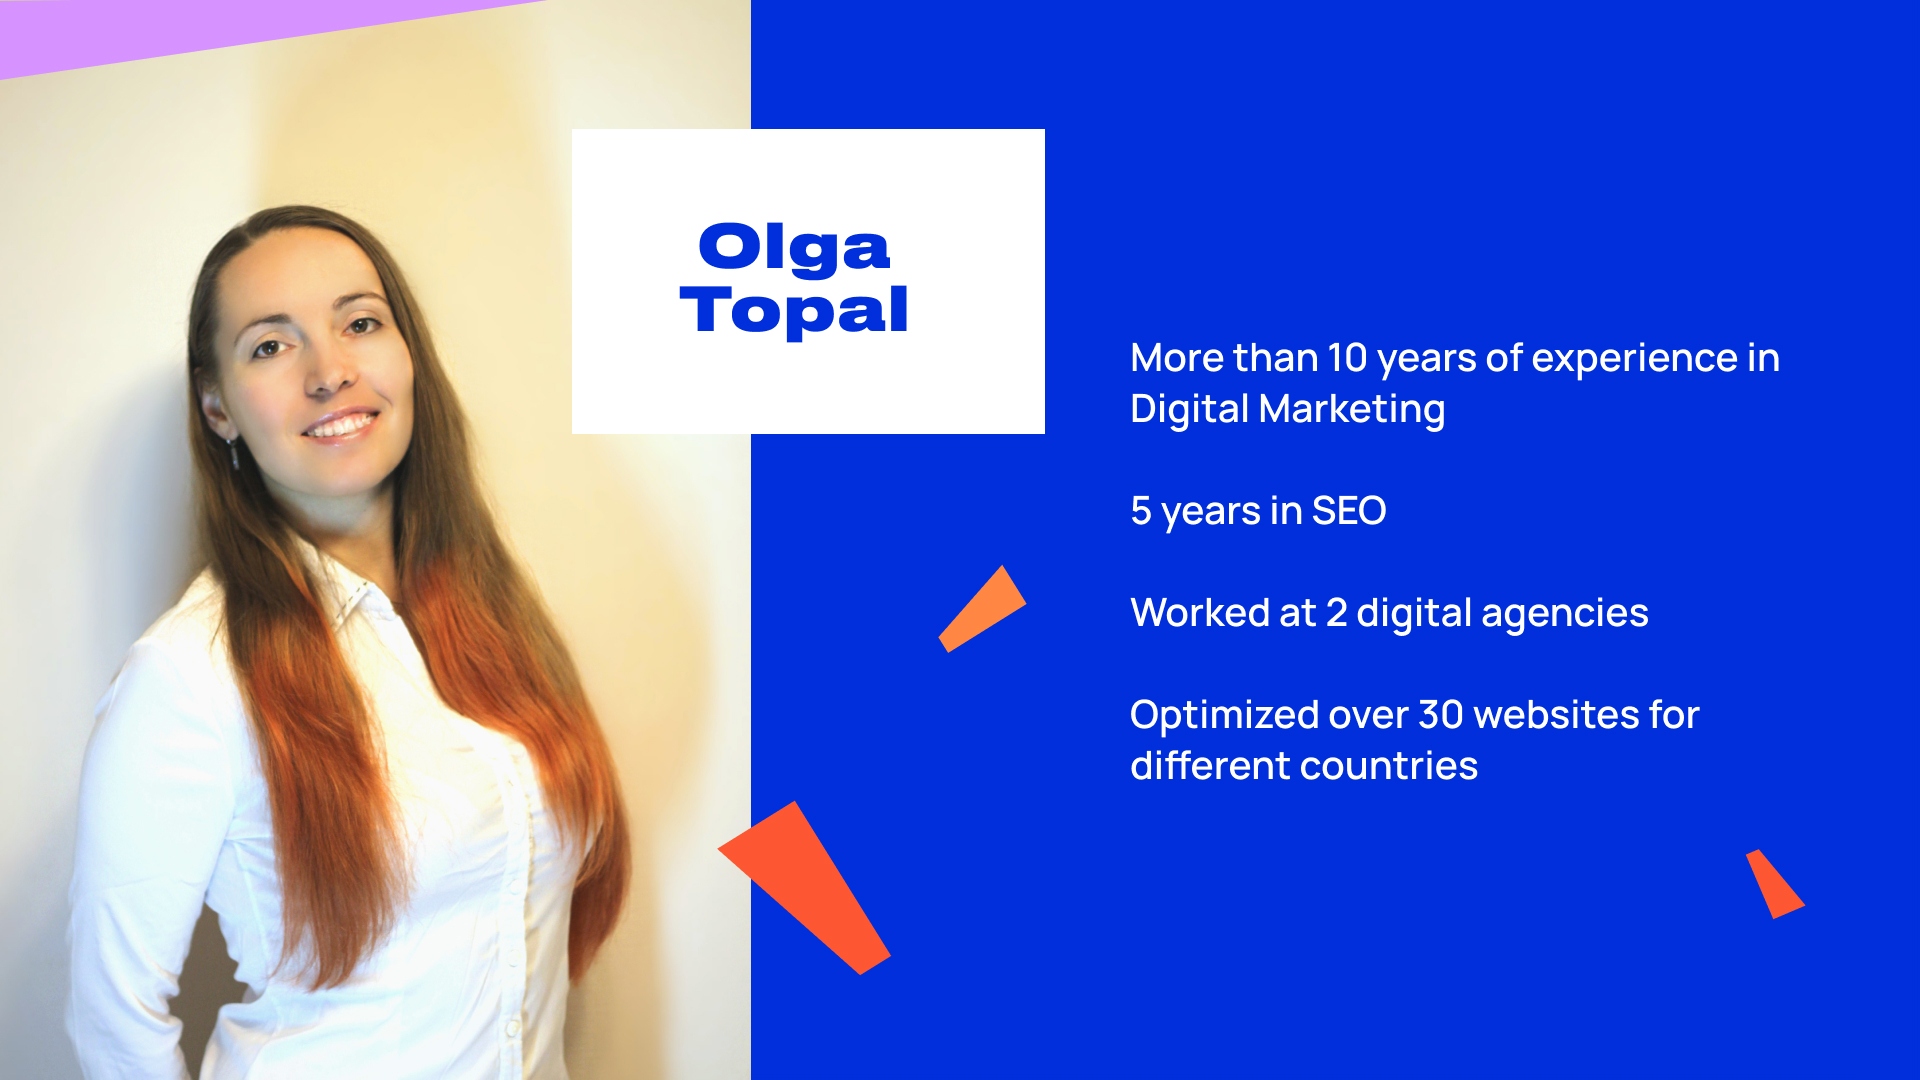 Olga
Topal
More than 10 years of experience in
Digital Marketing
5 years in SEO
Worked at 2 digital agencies
Optimized over 30 websites for
different countries